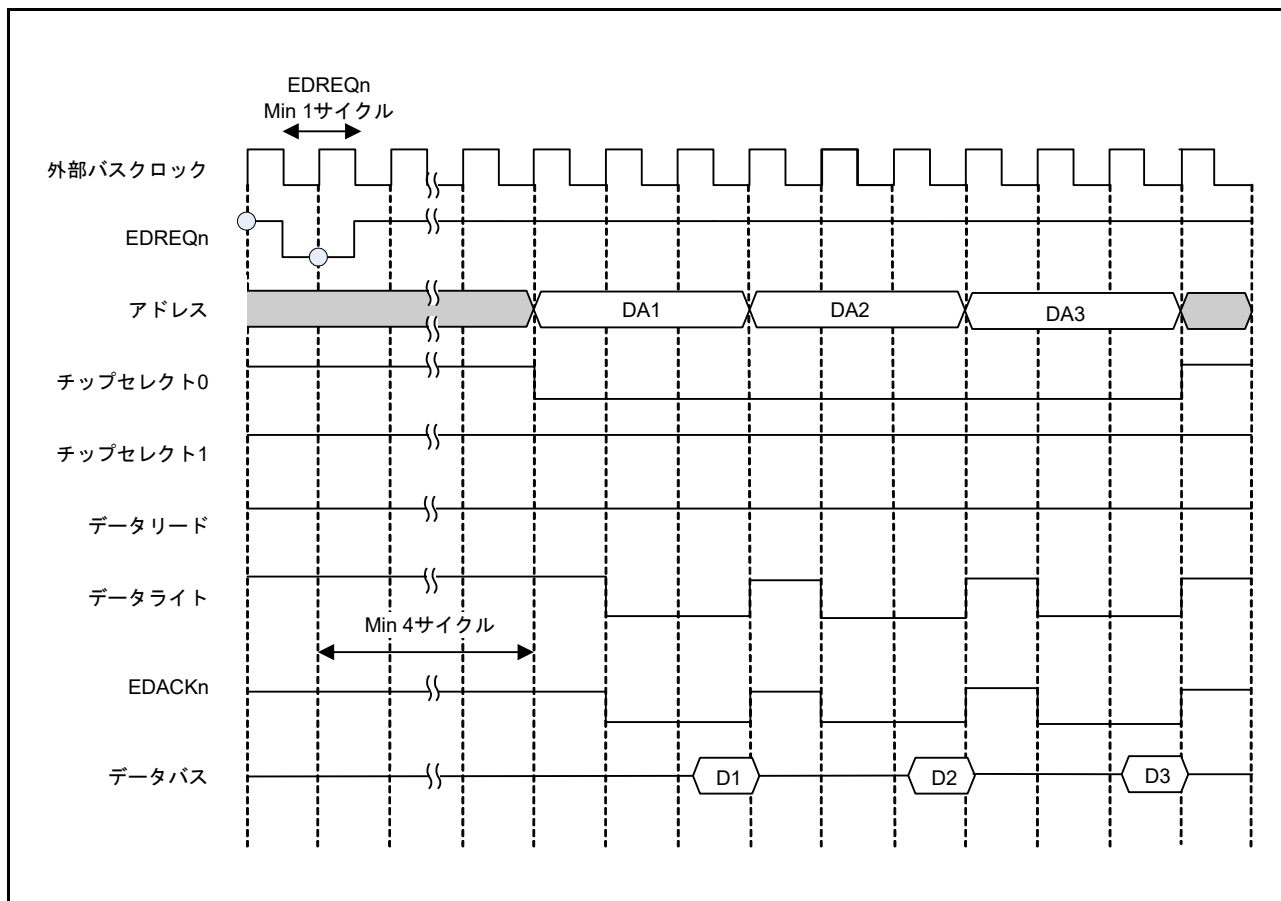 EDREQn
Min 1サイクル
外部バスクロック
EDREQn
アドレス
DA1
DA2
DA3
チップセレクト0
チップセレクト1
データリード
データライト
Min 4サイクル
EDACKn
データバス
D1
D2
D3